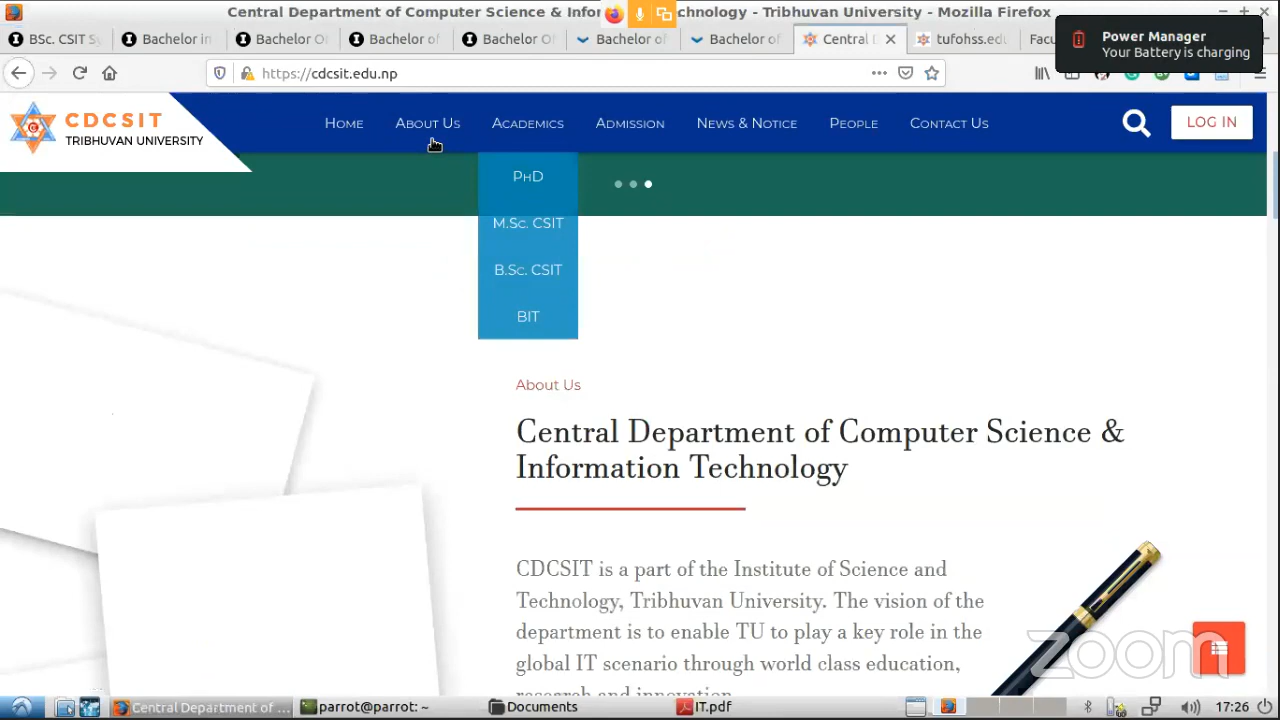 Central Department of Computer Science & Infor
chnology - Tribhuvan University - Mozilla Firefox
BSc. CSIT Sy
Bachelor in
Bachelor O
Bachelor of
Bachelor O
Bachelor of
Bachelor of
Central D
tufohss.edu
Facu
Power Manager
Your Battery is charging
https://cdcsit.edu.np
CDCSIT
TRIBHUVAN UNIVERSITY
Home
About Us
Academics
Admission
News & Notice
People
Contact Us
LOG IN
PhD
M.Sc. CSIT
B.Sc. CSIT
BIT
About Us
Central Department of Computer Science &
Information Technology
CDCSIT is a part of the Institute of Science and
Technology, Tribhuvan University. The vision of the
department is to enable TU to play a key role in the
global IT scenario through world class education,
research and innovation.
zoom
Central Department of ...
parrot@parrot: ~
Documents
IT.pdf
17:26